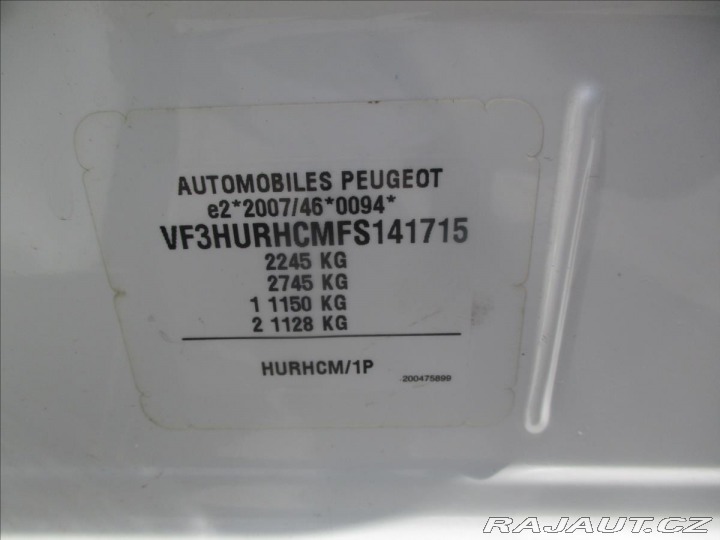 AUTOMOBILES PEUGEOT
e2*2007/46*0094*
VF3HURHCMFS141715
2245 KG
2745 KG
1 1150 KG
2 1128 KG
HURHCM/1P
200475899
RAJAUT.CZ